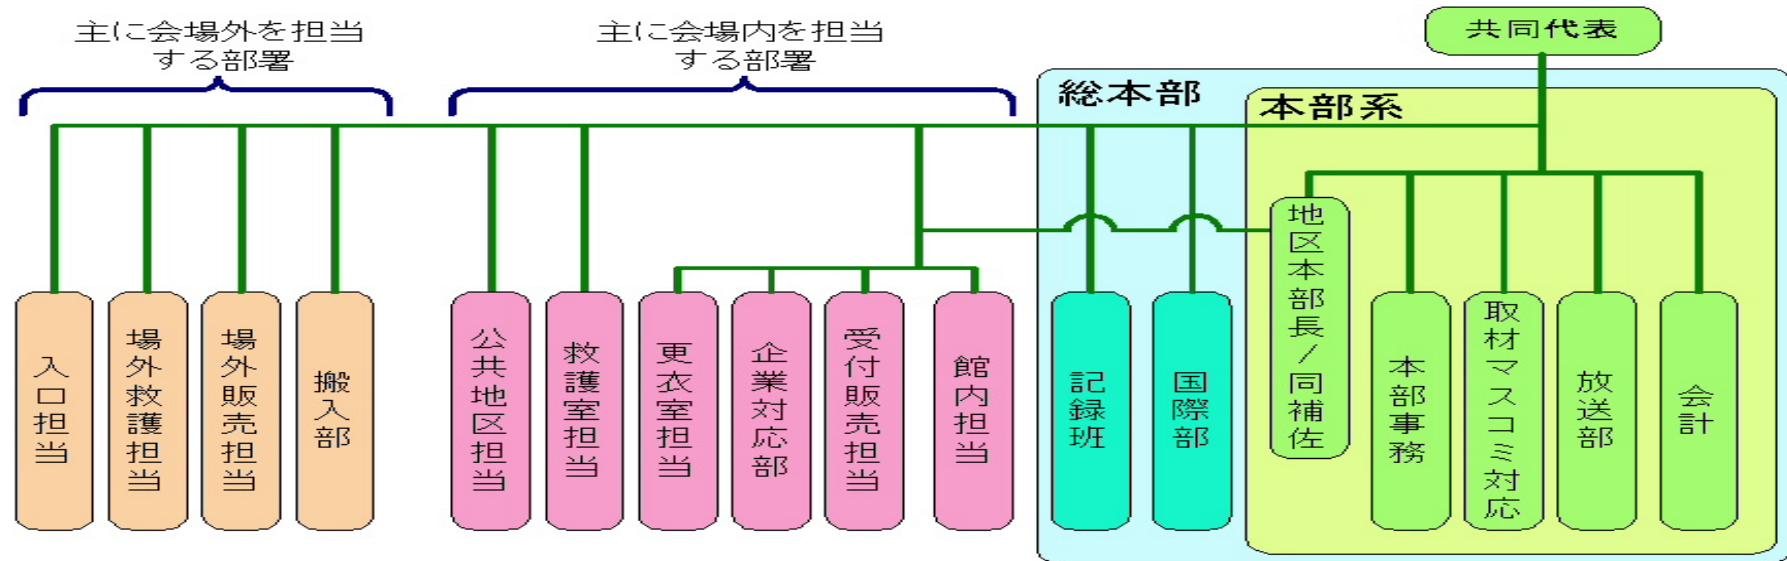 主に会場外を担当
する部署
主に会場内を担当
する部署
共同代表
総本部
本部系
入口担当
場外救護担当
場外販売担当
搬入部
公共地区担当
救護室担当
更衣室担当
企業対応部
受付販売担当
館内担当
記録班
国際部
地区本部長/同補佐
本部事務
取材マスコミ対応
放送部
会計